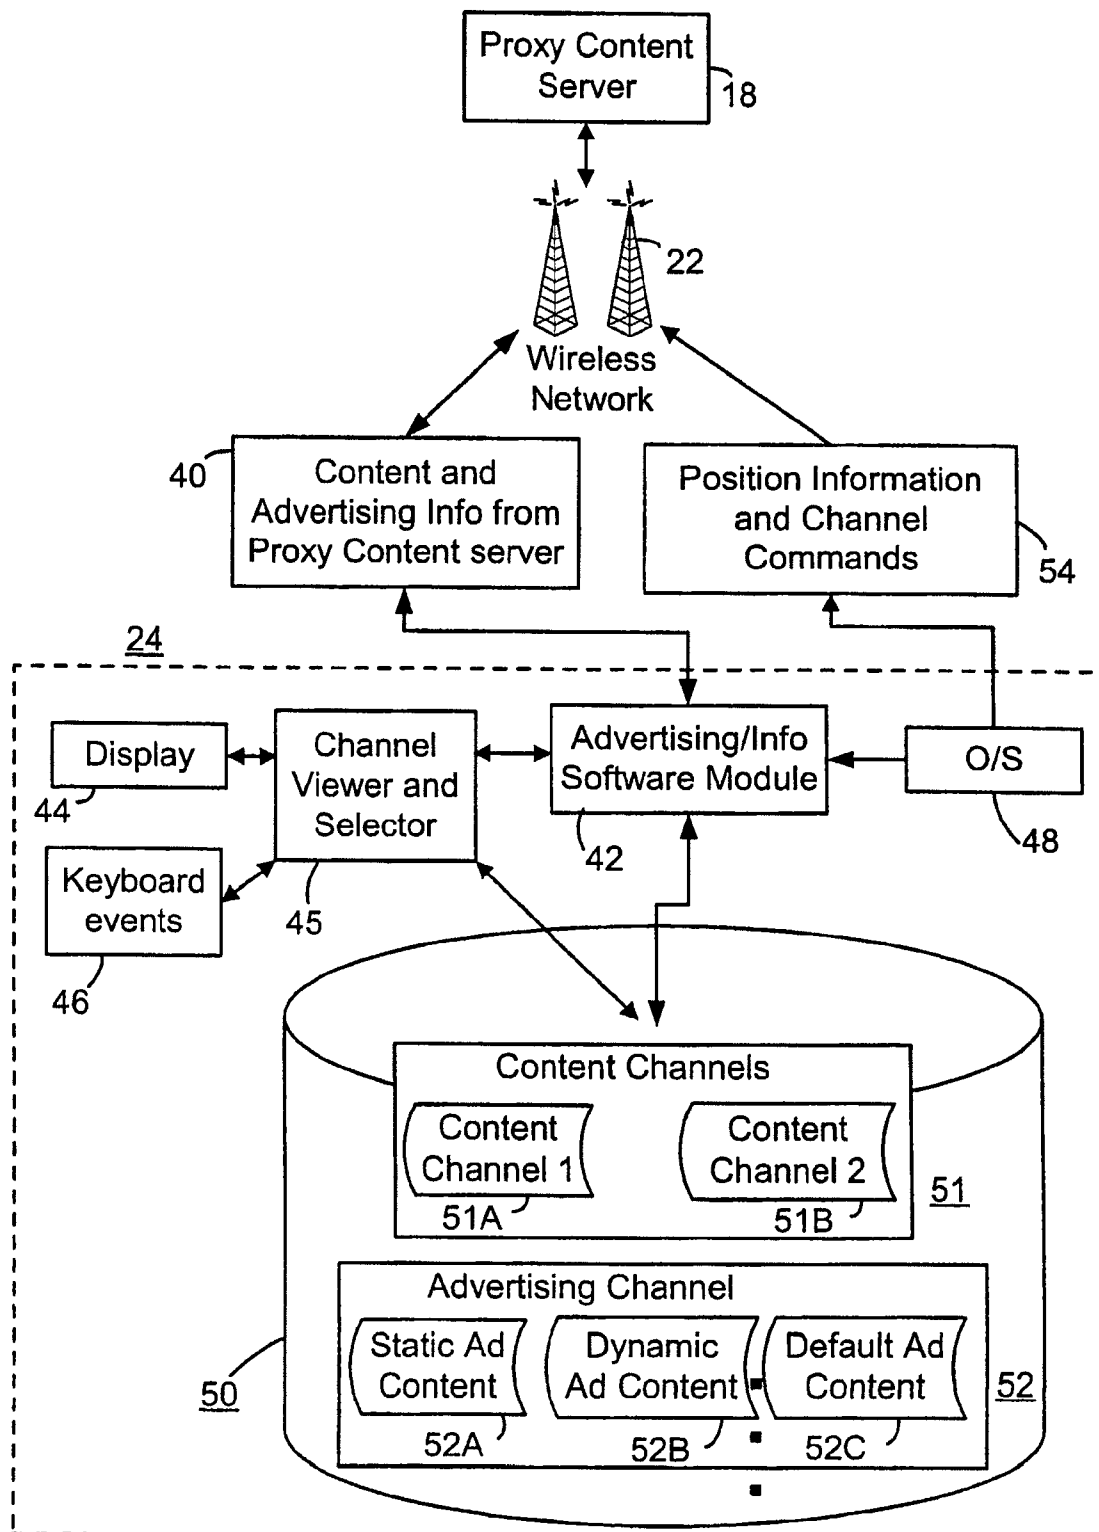 Proxy Content
Server
18
22
Wireless
Network
40
Content and
Advertising Info from
Proxy Content server
Position Information
and Channel
Commands
54
24
Display
44
Channel
Viewer and
Selector
45
Advertising/Info
Software Module
42
O/S
48
Keyboard
events
46
Content Channels
Content
Channel 1
51A
Content
Channel 2
51B
51
Advertising Channel
Static Ad
Content
52A
Dynamic
Ad Content
52B
Default Ad
Content
52C
52
50